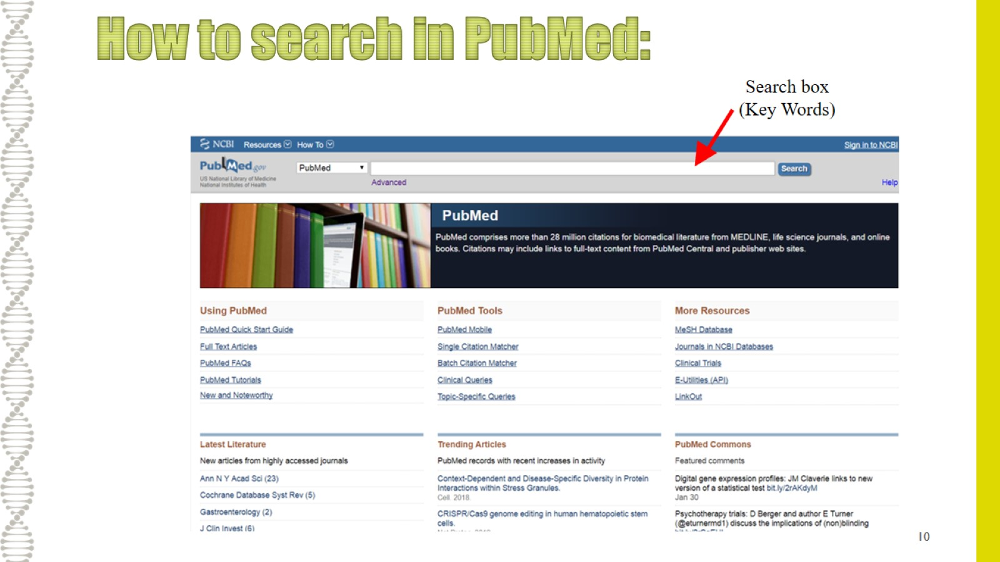 How to search in PubMed:
Search box
(Key Words)
NCBI Resources How To Sign in to NCBI
PubMed.gov
US National Library of Medicine
National Institutes of Health
PubMed
Search
Advanced
Help
PubMed
PubMed comprises more than 28 million citations for biomedical literature from MEDLINE, life science journals, and online
books. Citations may include links to full-text content from PubMed Central and publisher web sites.
Using PubMed
PubMed Quick Start Guide
Full Text Articles
PubMed FAQs
PubMed Tutorials
New and Noteworthy
PubMed Tools
PubMed Mobile
Single Citation Matcher
Batch Citation Matcher
Clinical Queries
Topic-Specific Queries
More Resources
MeSH Database
Journals in NCBI Databases
Clinical Trials
E-Utilities (API)
LinkOut
Latest Literature
New articles from highly accessed journals
Ann N Y Acad Sci (23)
Cochrane Database Syst Rev (5)
Gastroenterology (2)
J Clin Invest (6)
Trending Articles
PubMed records with recent increases in activity
Context-Dependent and Disease-Specific Diversity in Protein
Interactions within Stress Granules.
Cell. 2018.
CRISPR/Cas9 genome editing in human hematopoietic stem
cells.
PubMed Commons
Featured comments
Digital gene expression profiles: JM Claverie links to new
version of a statistical test bit.ly/2rAKdyM
Jan 30
Psychotherapy trials: D Berger and author E Turner
(@eturnermd1) discuss the implications of (non)blinding
10